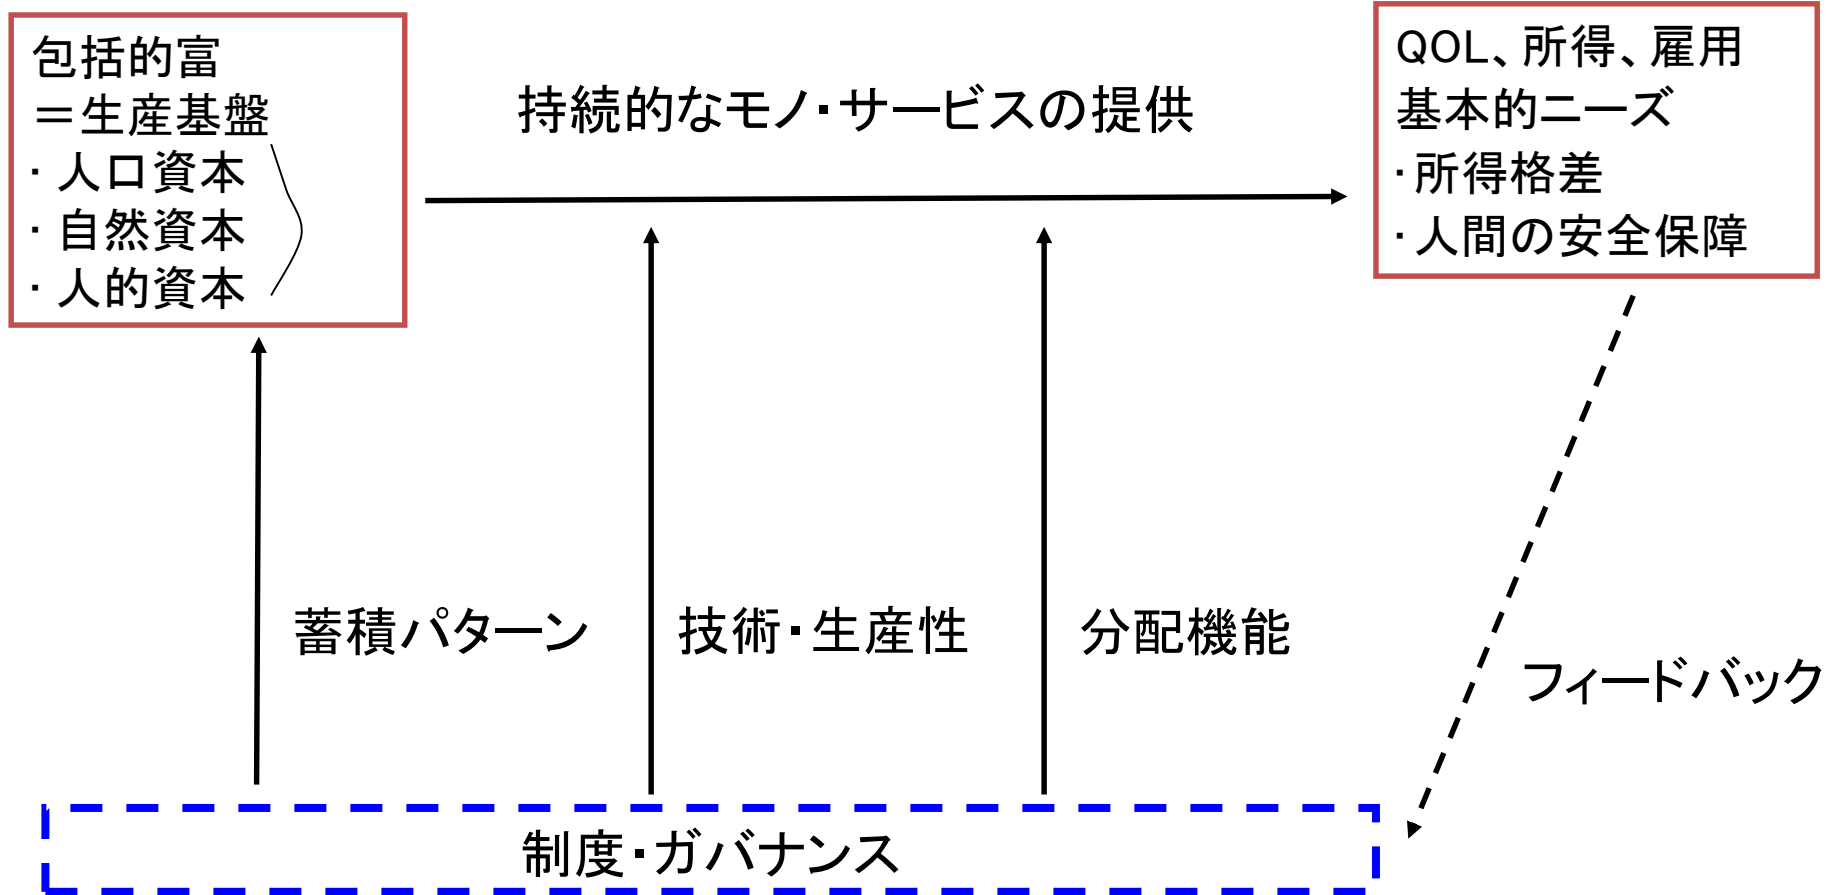 包括的富
＝生産基盤
・人口資本
・自然資本
・人的資本
持続的なモノ・サービスの提供
QOL、所得、雇用
基本的ニーズ
・所得格差
・人間の安全保障
蓄積パターン
技術・生産性
分配機能
フィードバック
制度・ガバナンス